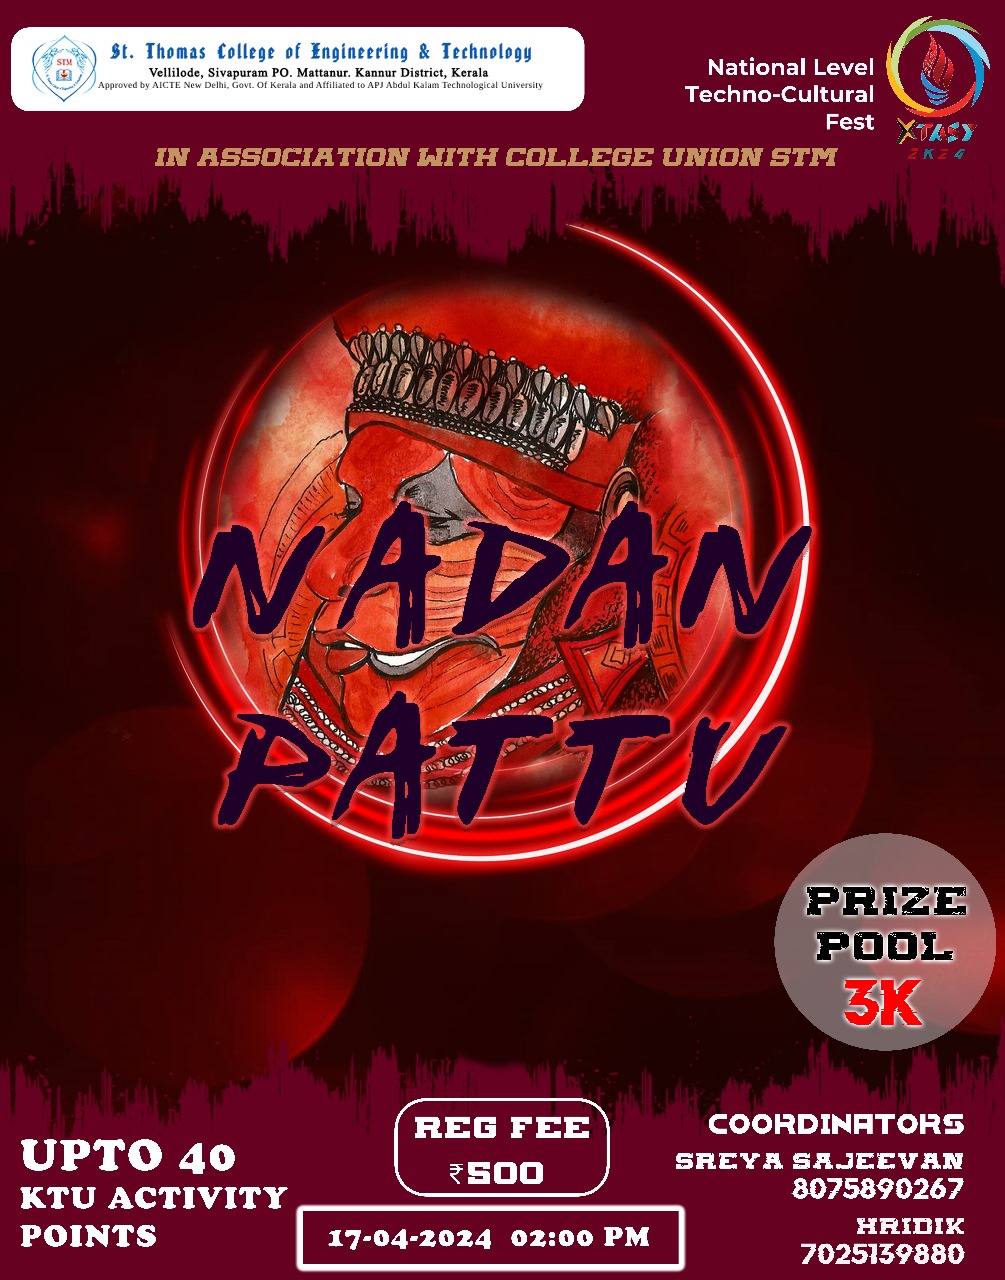 St. Thomas College of Engineering & Technology
Vellilode, Sivapuram PO. Mattanur. Kannur District, Kerala
Approved by AICTE New Delhi, Govt. Of Kerala and Affiliated to APJ Abdul Kalam Technological University
STM
National Level
Techno-Cultural
Fest
XTASY
2K24
IN ASSOCIATION WITH COLLEGE UNION STM
NADAN
PATTU
PRIZE
POOL
3K
UPTO 40
KTU ACTIVITY
POINTS
REG FEE
₹500
17-04-2024 02:00 PM
COORDINATORS
SREYA SAJEEVAN
8075890267
HRIDIK
7025139880